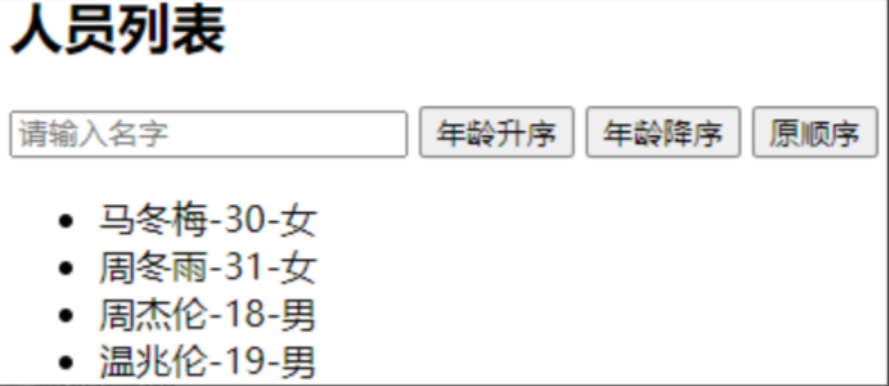 人员列表
请输入名字 年龄升序 年龄降序 原顺序
马冬梅-30-女
周冬雨-31-女
周杰伦-18-男
温兆伦-19-男